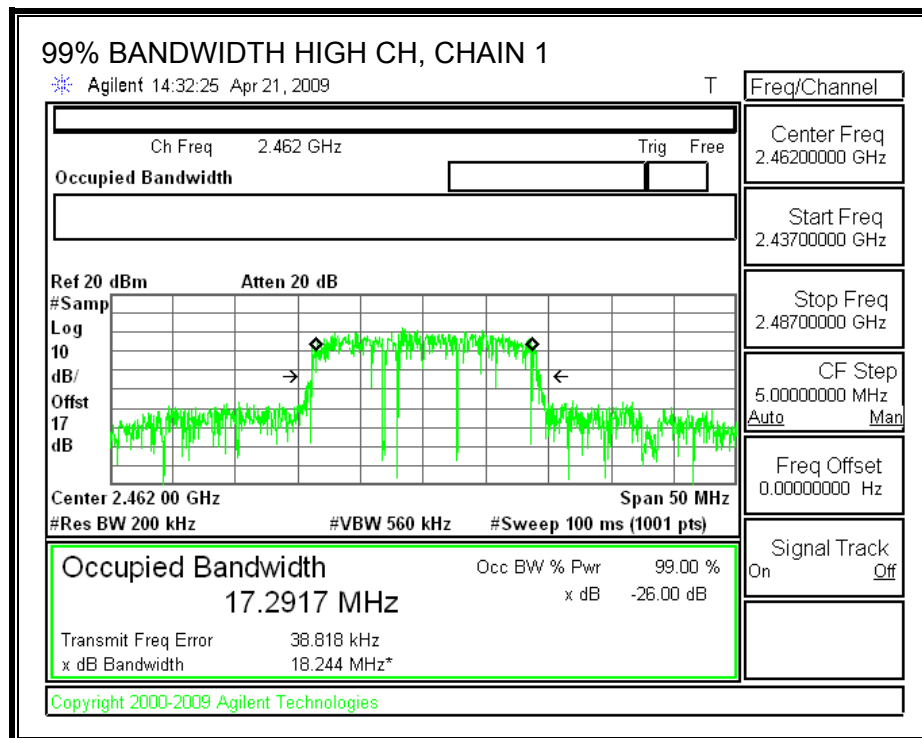 99% BANDWIDTH HIGH CH, CHAIN 1
Agilent 14:32:25 Apr 21, 2009 T
Freq/Channel
Ch Freq 2.462 GHz Trig Free
Occupied Bandwidth
Center Freq
2.46200000 GHz
Start Freq
2.43700000 GHz
Stop Freq
2.48700000 GHz
CF Step
5.00000000 MHz
Auto Man
Freq Offset
0.00000000 Hz
Signal Track
On Off
Ref 20 dBm Atten 20 dB
#Samp
Log
10
dB/
Offst
17
dB
Center 2.462 00 GHz Span 50 MHz
#Res BW 200 kHz #VBW 560 kHz #Sweep 100 ms (1001 pts)
Occupied Bandwidth
17.2917 MHz
Occ BW % Pwr 99.00 %
x dB -26.00 dB
Transmit Freq Error 38.818 kHz
x dB Bandwidth 18.244 MHz*
Copyright 2000-2009 Agilent Technologies